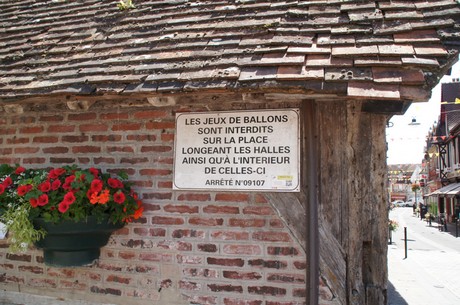 LES JEUX DE BALLONS
SONT INTERDITS
SUR LA PLACE
LONGEANT LES HALLES
AINSI QU'À L'INTERIEUR
DE CELLES-CI
ARRÊTÉ N°09107